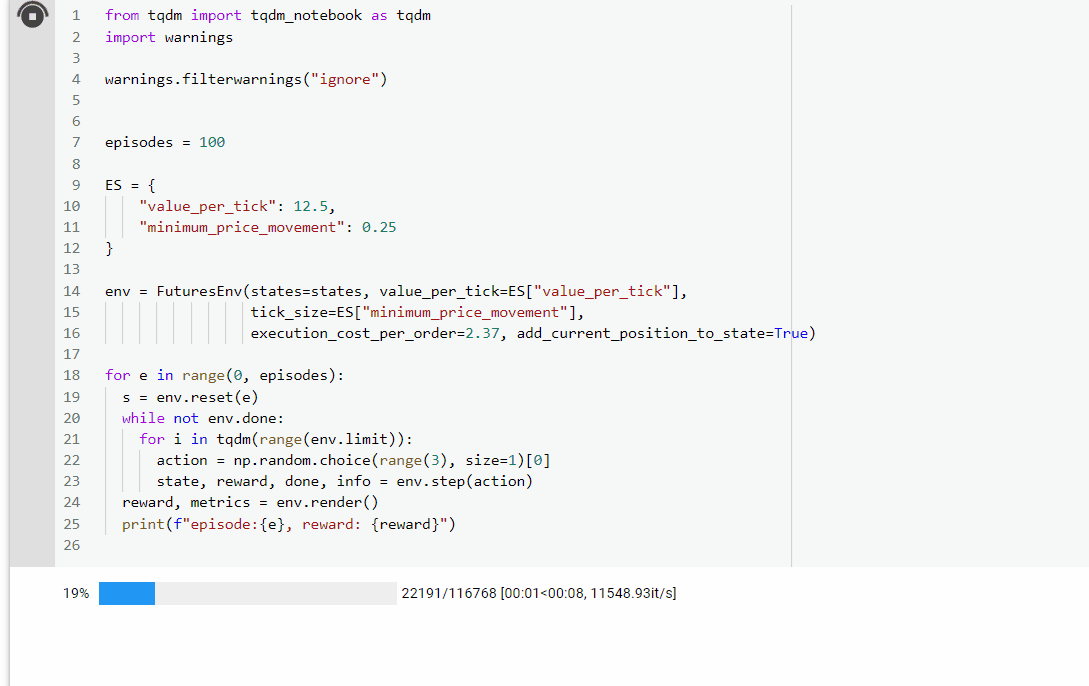 1 from tqdm import tqdm_notebook as tqdm
2 import warnings
3
4 warnings.filterwarnings("ignore")
5
6
7 episodes = 100
8
9 ES = {
10     "value_per_tick": 12.5,
11     "minimum_price_movement": 0.25
12 }
13
14 env = FuturesEnv(states=states, value_per_tick=ES["value_per_tick"],
15                  tick_size=ES["minimum_price_movement"],
16                  execution_cost_per_order=2.37, add_current_position_to_state=True)
17
18 for e in range(0, episodes):
19   s = env.reset(e)
20   while not env.done:
21     for i in tqdm(range(env.limit)):
22       action = np.random.choice(range(3), size=1)[0]
23       state, reward, done, info = env.step(action)
24   reward, metrics = env.render()
25   print(f"episode:{e}, reward: {reward}")
26
19% 22191/116768 [00:01<00:08, 11548.93it/s]